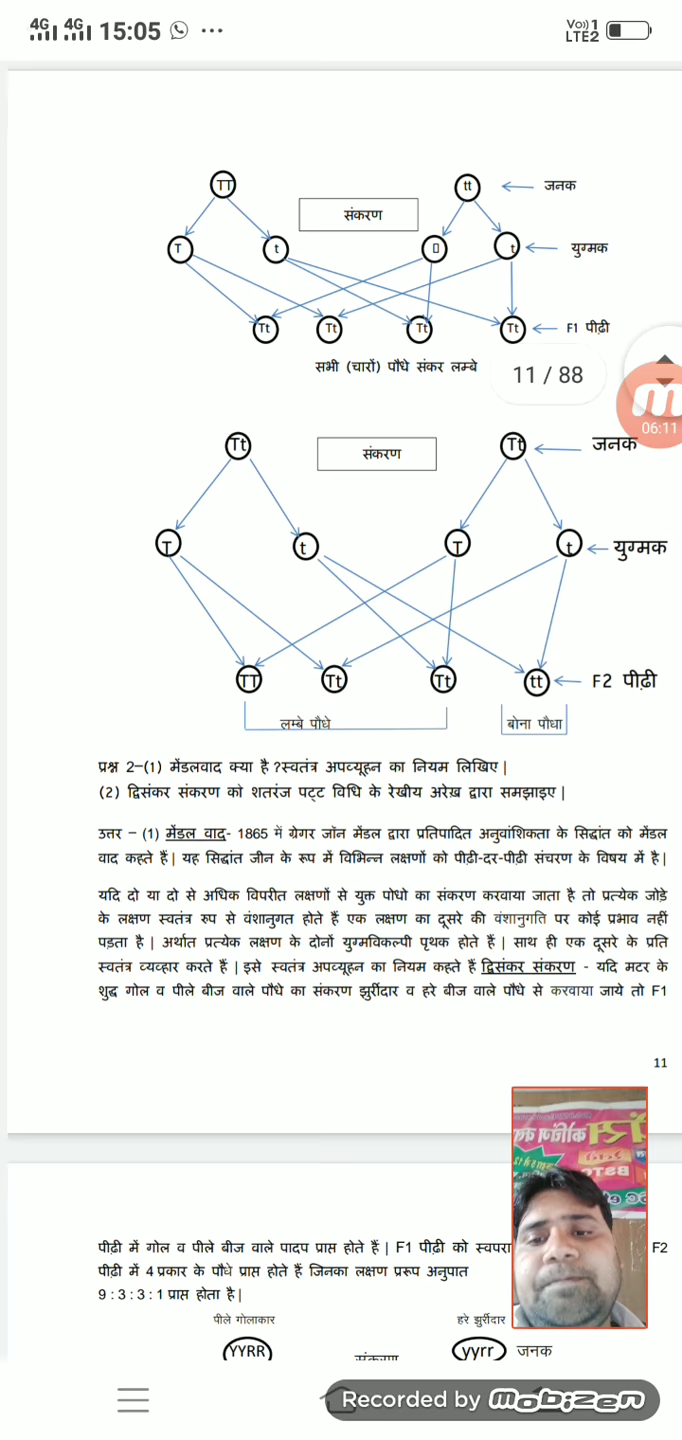 4G 4G 15:05 ... Vo)) 1 LTE2
TT tt जनक
संकरण
T t t युग्मक
Tt Tt Tt Tt F1 पीढ़ी
सभी (चारों) पौधे संकर लम्बे
11 / 88
06:11
Tt Tt जनक
संकरण
T t T t युग्मक
TT Tt Tt tt F2 पीढ़ी
लम्बे पौधे बोना पौधा
प्रश्न 2–(1) मेंडलवाद क्या है ?स्वतंत्र अपव्यूहन का नियम लिखिए |
(2) द्विसंकर संकरण को शतरंज पट्ट विधि के रेखीय अरेख़ द्वारा समझाइए |
उत्तर – (1) मेंडल वाद- 1865 में ग्रेगर जॉन मेंडल द्वारा प्रतिपादित अनुवांशिकता के सिद्धांत को मेंडल
वाद कहते हैं| यह सिद्धांत जीन के रूप में विभिन्न लक्षणों को पीढ़ी-दर-पीढ़ी संचरण के विषय में है|
यदि दो या दो से अधिक विपरीत लक्षणों से युक्त पोधो का संकरण करवाया जाता है तो प्रत्येक जोड़े
के लक्षण स्वतंत्र रुप से वंशानुगत होते हैं एक लक्षण का दूसरे की वंशानुगति पर कोई प्रभाव नहीं
पड़ता है | अर्थात प्रत्येक लक्षण के दोनों युग्मविकल्पी पृथक होते हैं | साथ ही एक दूसरे के प्रति
स्वतंत्र व्यव्हार करते हैं | इसे स्वतंत्र अपव्यूहन का नियम कहते हैं द्विसंकर संकरण - यदि मटर के
शुद्ध गोल व पीले बीज वाले पौधे का संकरण झुर्रीदार व हरे बीज वाले पौधे से करवाया जाये तो F1
11
पीढ़ी में गोल व पीले बीज वाले पादप प्राप्त होते हैं | F1 पीढ़ी को स्वपरा F2
पीढ़ी में 4 प्रकार के पौधे प्राप्त होते हैं जिनका लक्षण प्ररूप अनुपात
9 : 3 : 3 : 1 प्राप्त होता है|
पीले गोलाकार हरे झुर्रीदार
YYRR संकरण yyrr जनक
Recorded by mobizen